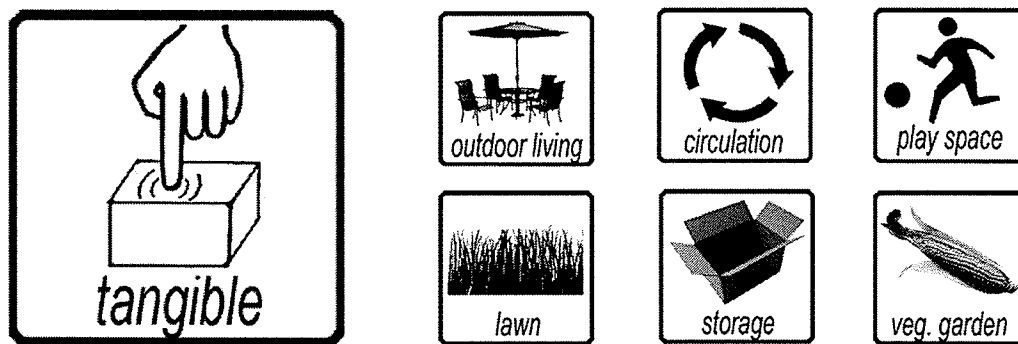 tangible
outdoor living
circulation
play space
lawn
storage
veg. garden